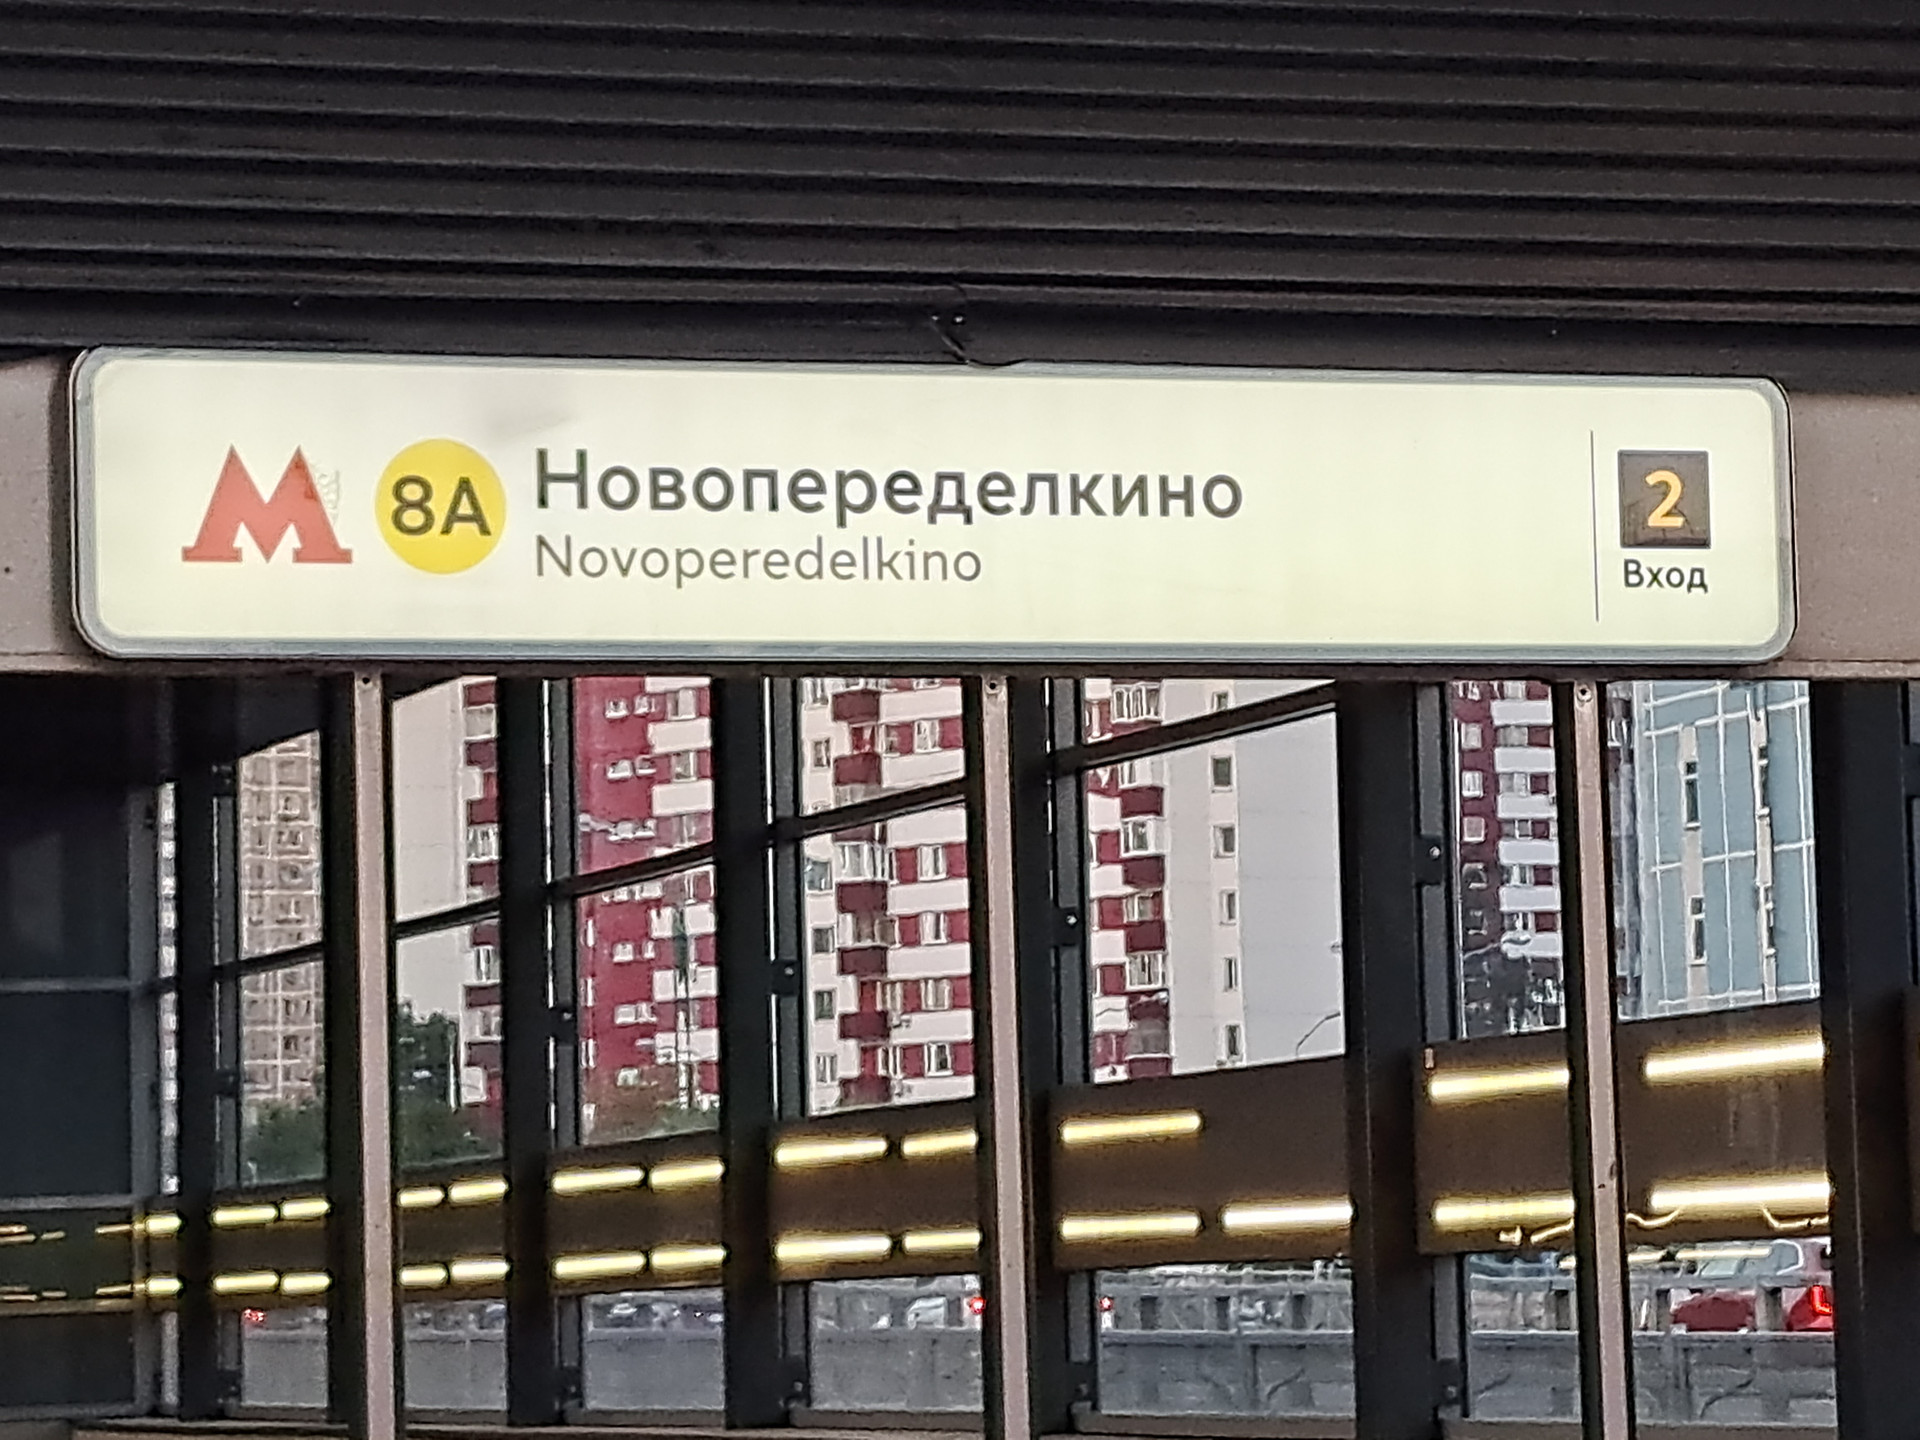 М 8А Новопеределкино
Novoperedelkino
2
Вход